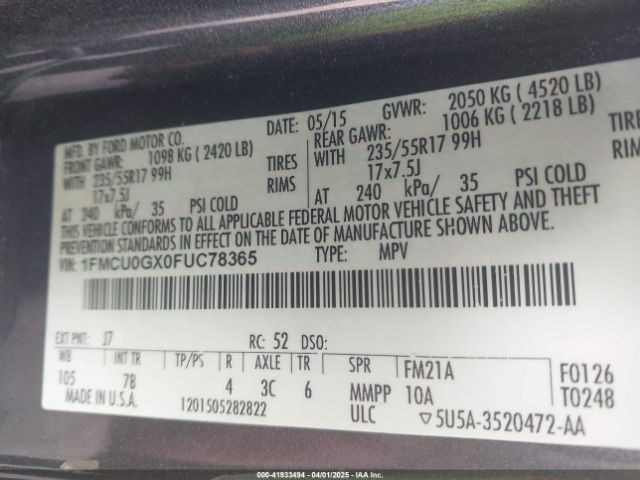 MFD. BY FORD MOTOR CO. DATE: 05/15 GVWR: 2050 KG ( 4520 LB)
FRONT GAWR: 1098 KG ( 2420 LB) REAR GAWR: 1006 KG ( 2218 LB)
WITH 235/55R17 99H TIRES WITH 235/55R17 99H TIRES
17x7.5J RIMS 17x7.5J RIMS
AT 240 kPa/ 35 PSI COLD AT 240 kPa/ 35 PSI COLD
THIS VEHICLE CONFORMS TO ALL APPLICABLE FEDERAL MOTOR VEHICLE SAFETY AND THEFT
PREVENTION STANDARDS IN EFFECT ON THE DATE OF MANUFACTURE SHOWN ABOVE.
VIN: 1FMCU0GX0FUC78365 TYPE: MPV
EXT PNT: J7 RC: 52 DSO:
WB INT TR TP/PS R AXLE TR SPR FM21A F0126
105 7B 4 3C 6 MMPP 10A T0248
MADE IN U.S.A. 1201505282822 ULC ▽5U5A-3520472-AA
000-41933494 - 04/01/2025 - IAA Inc.